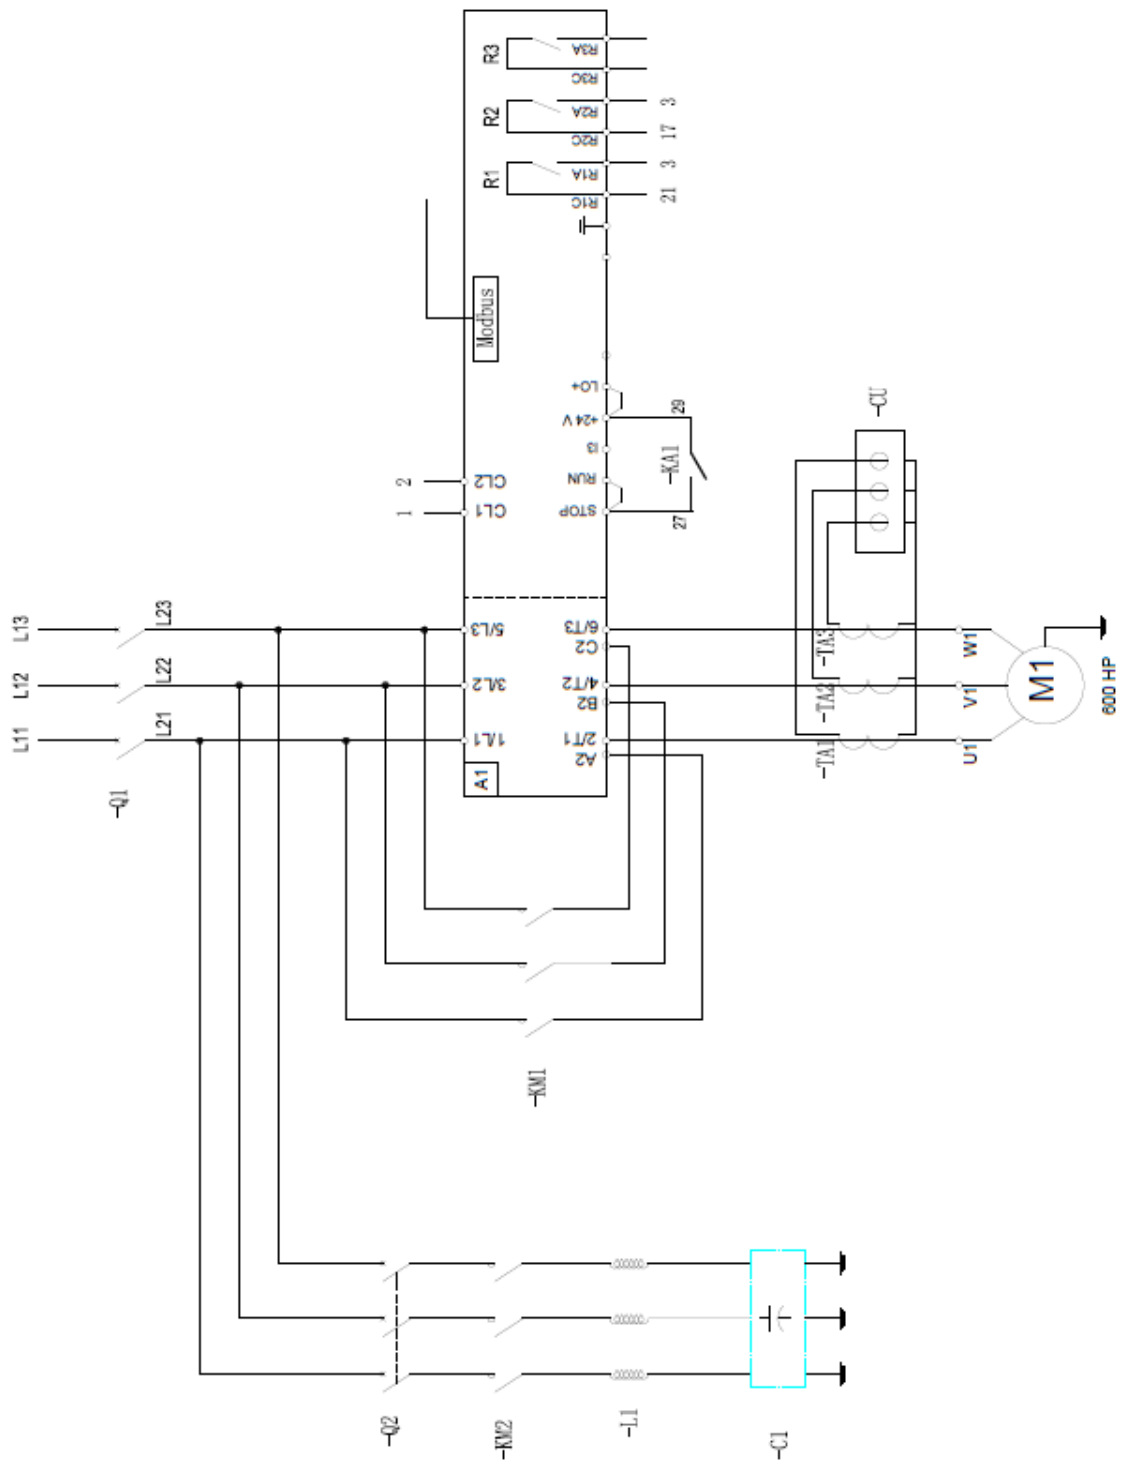 R3
R3A
R3C
R2
R2A
3
R2C
17
R1
R1A
3
R1C
21
Modbus
LO+
+24 V
29
I3
-KA1
CL2
2
RUN
CL1
1
STOP
27
-CU
L13
L23
5/L3
6/T3
C2
-TA3
W1
L12
L22
3/L2
4/T2
B2
-TA2
V1
M1
600 HP
L11
L21
1/L1
2/T1
A2
-TA1
U1
A1
-Q1
-KM1
-Q2
-KM2
-L1
-C1